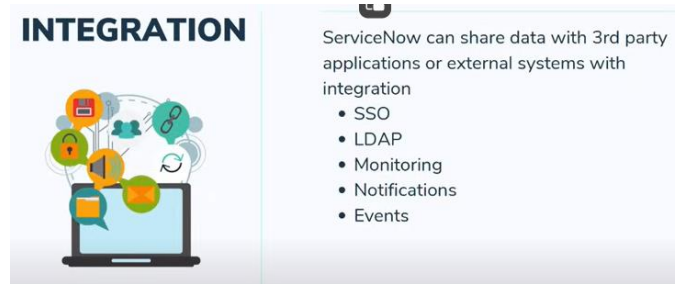 INTEGRATION
ServiceNow can share data with 3rd party
applications or external systems with
integration
• SSO
• LDAP
• Monitoring
• Notifications
• Events